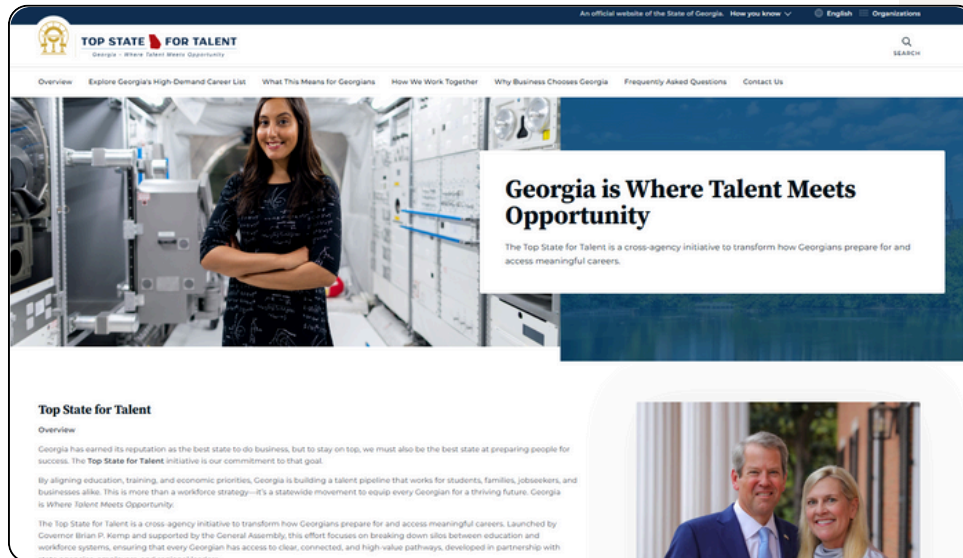 An official website of the State of Georgia. How you know English Organizations
TOP STATE FOR TALENT
Georgia - Where Talent Meets Opportunity
SEARCH
Overview Explore Georgia's High-Demand Career List What This Means for Georgians How We Work Together Why Business Chooses Georgia Frequently Asked Questions Contact Us
Georgia is Where Talent Meets
Opportunity
The Top State for Talent is a cross-agency initiative to transform how Georgians prepare for and
access meaningful careers.
Top State for Talent
Overview
Georgia has earned its reputation as the best state to do business, but to stay on top, we must also be the best state at preparing people for
success. The Top State for Talent initiative is our commitment to that goal.
By aligning education, training, and economic priorities, Georgia is building a talent pipeline that works for students, families, jobseekers, and
businesses alike. This is more than a workforce strategy—it's a statewide movement to equip every Georgian for a thriving future. Georgia
is Where Talent Meets Opportunity.
The Top State for Talent is a cross-agency initiative to transform how Georgians prepare for and access meaningful careers. Launched by
Governor Brian P. Kemp and supported by the General Assembly, this effort focuses on breaking down silos between education and
workforce systems, ensuring that every Georgian has access to clear, connected, and high-value pathways, developed in partnership with